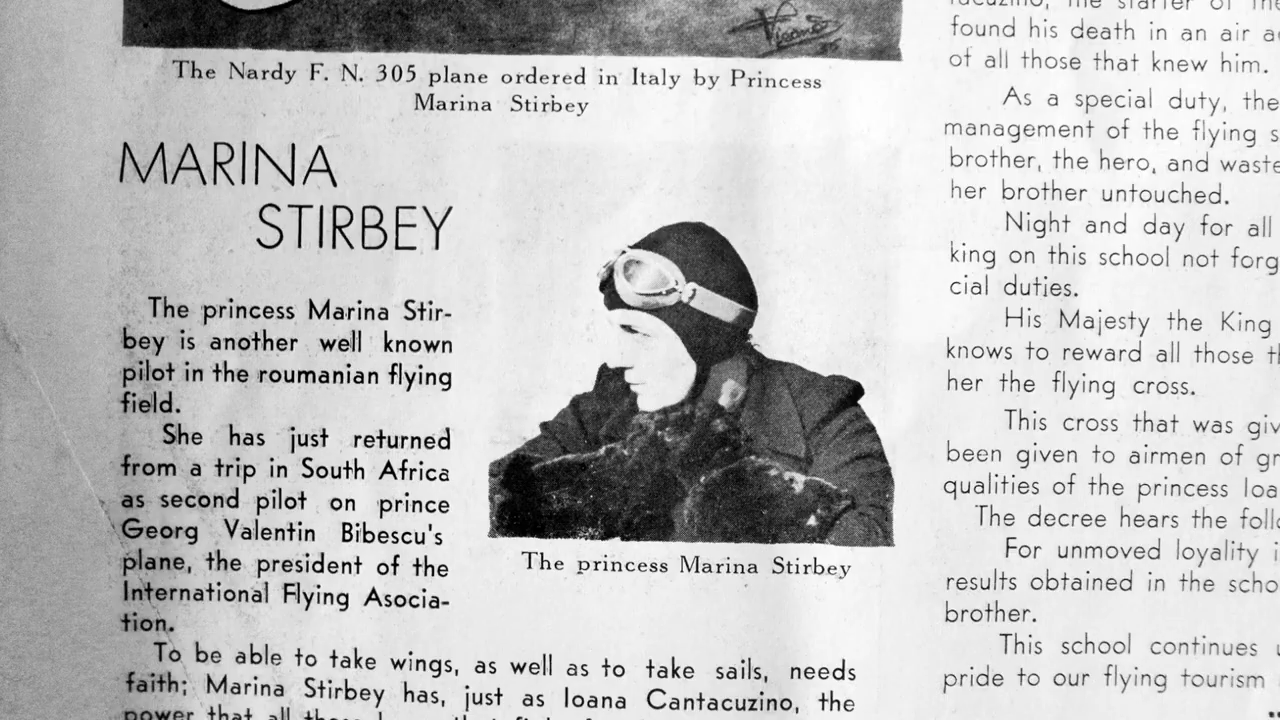 The Nardy F. N. 305 plane ordered in Italy by Princess
Marina Stirbey
MARINA
STIRBEY
The princess Marina Stir-
bey is another well known
pilot in the roumanian flying
field.
She has just returned
from a trip in South Africa
as second pilot on prince
Georg Valentin Bibescu's
plane, the president of the
International Flying Asocia-
tion.
The princess Marina Stirbey
To be able to take wings, as well as to take sails, needs
faith; Marina Stirbey has, just as Ioana Cantacuzino, the
power that all those
found his death in an air
of all those that knew him.
As a special duty, the
management of the flying
brother, the hero, and
her brother untouched.
Night and day for all
king on this school not
cial duties.
His Majesty the King
knows to reward all those
her the flying cross.
This cross that was
been given to airmen of
qualities of the princess
The decree hears the
For unmoved loyality
results obtained in the
brother.
This school continues
pride to our flying tourism